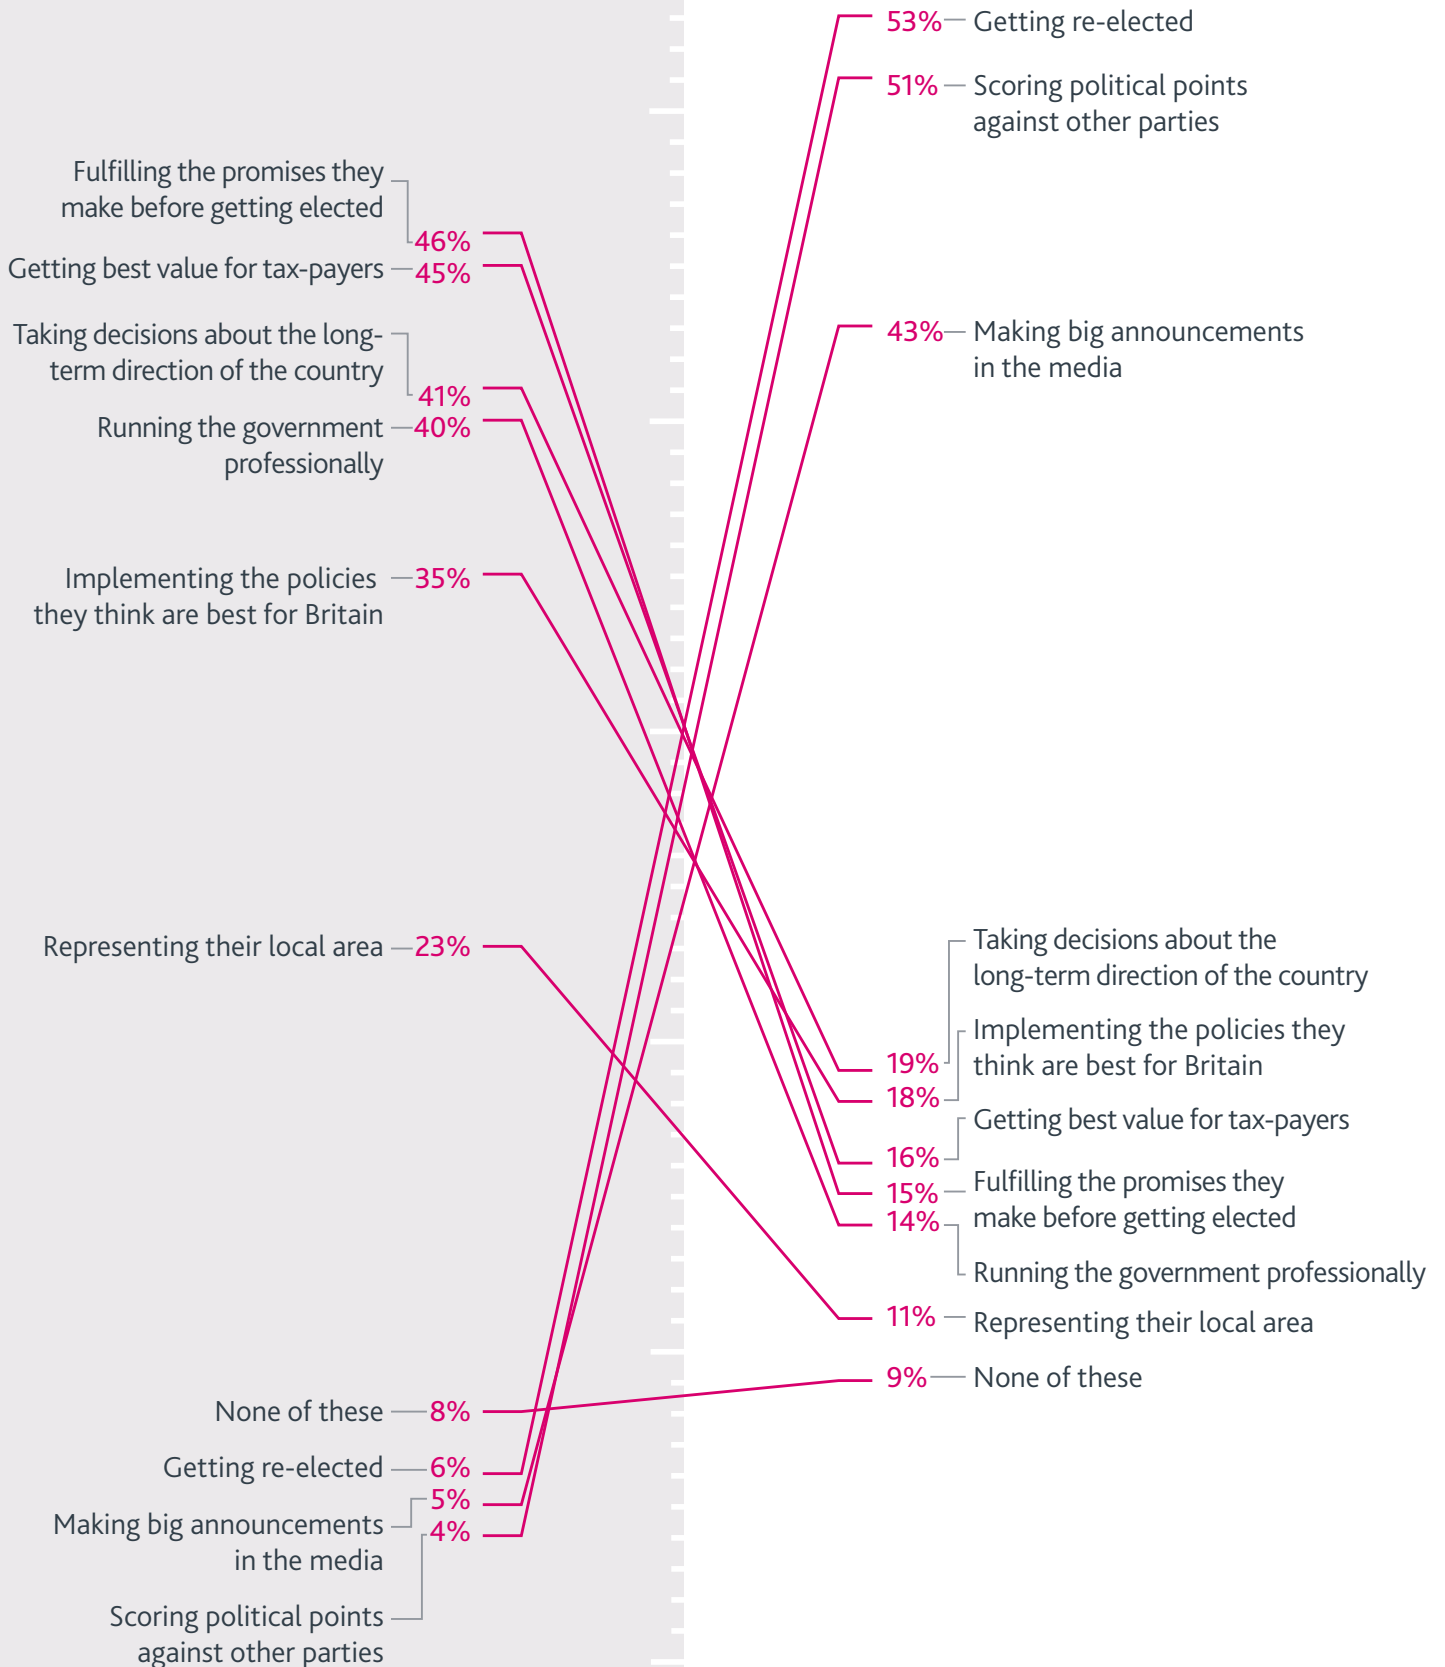 Fulfilling the promises they
make before getting elected
46%
Getting best value for tax-payers
45%
Taking decisions about the long-
term direction of the country
41%
Running the government
professionally
40%
Implementing the policies
they think are best for Britain
35%
Representing their local area
23%
None of these
8%
Getting re-elected
6%
5%
Making big announcements
in the media
4%
Scoring political points
against other parties
53%
Getting re-elected
51%
Scoring political points
against other parties
43%
Making big announcements
in the media
Taking decisions about the
long-term direction of the country
19%
Implementing the policies they
think are best for Britain
18%
Getting best value for tax-payers
16%
Fulfilling the promises they
make before getting elected
15%
14%
Running the government professionally
11%
Representing their local area
9%
None of these